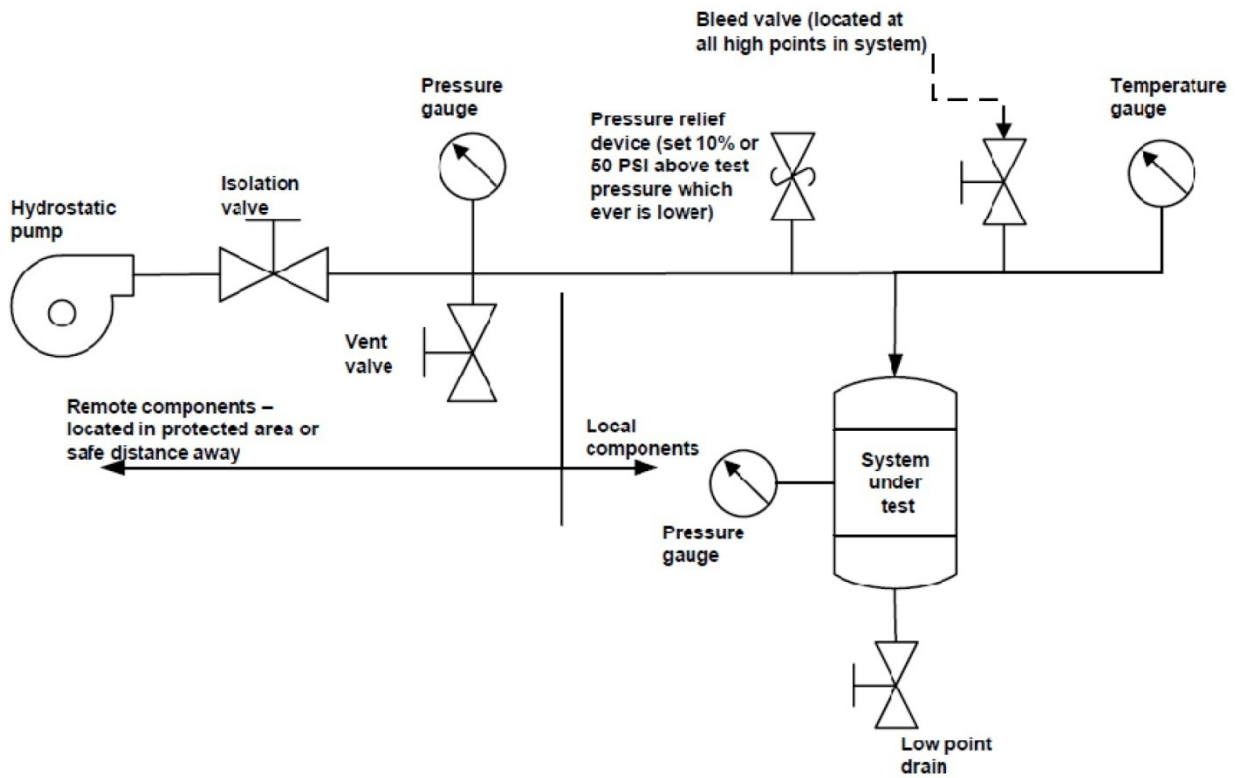 Bleed valve (located at
all high points in system)
Pressure
gauge
Temperature
gauge
Pressure relief
device (set 10% or
50 PSI above test
pressure which
ever is lower)
Isolation
valve
Hydrostatic
pump
Vent
valve
Remote components –
located in protected area or
safe distance away
Local
components
System
under
test
Pressure
gauge
Low point
drain